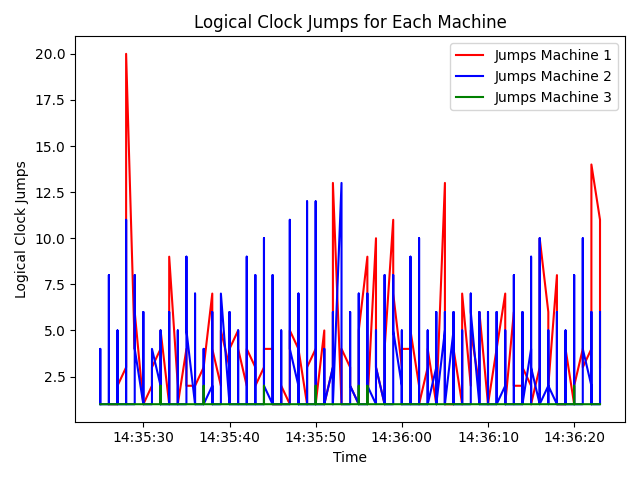 Logical Clock Jumps for Each Machine
Logical Clock Jumps
20.0
17.5
15.0
12.5
10.0
7.5
5.0
2.5
Jumps Machine 1
Jumps Machine 2
Jumps Machine 3
14:35:30 14:35:40 14:35:50 14:36:00 14:36:10 14:36:20
Time